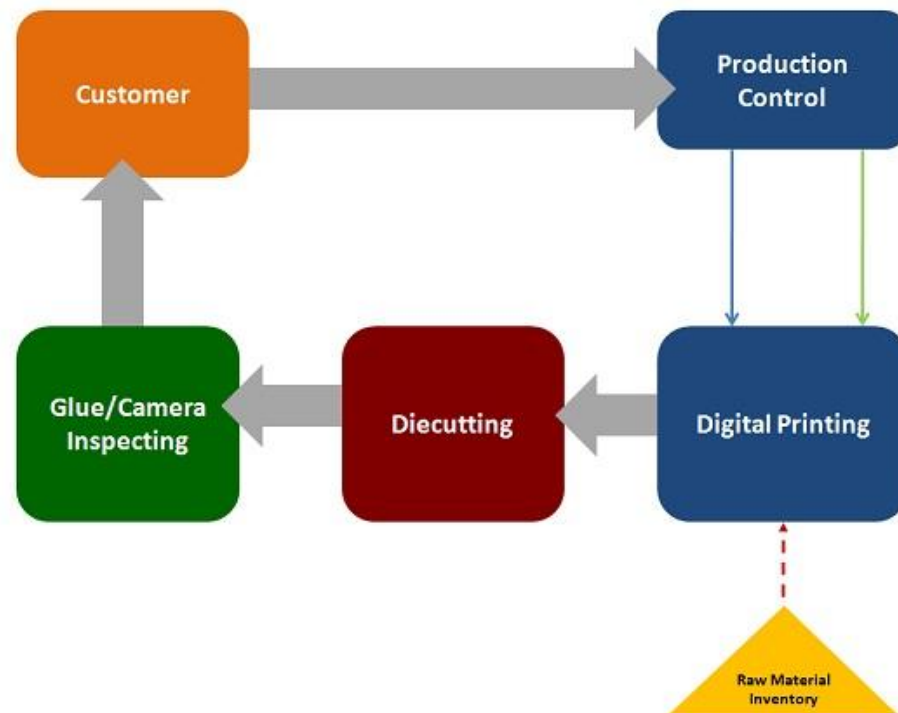 Customer
Production
Control
Glue/Camera
Inspecting
Diecutting
Digital Printing
Raw Material
Inventory